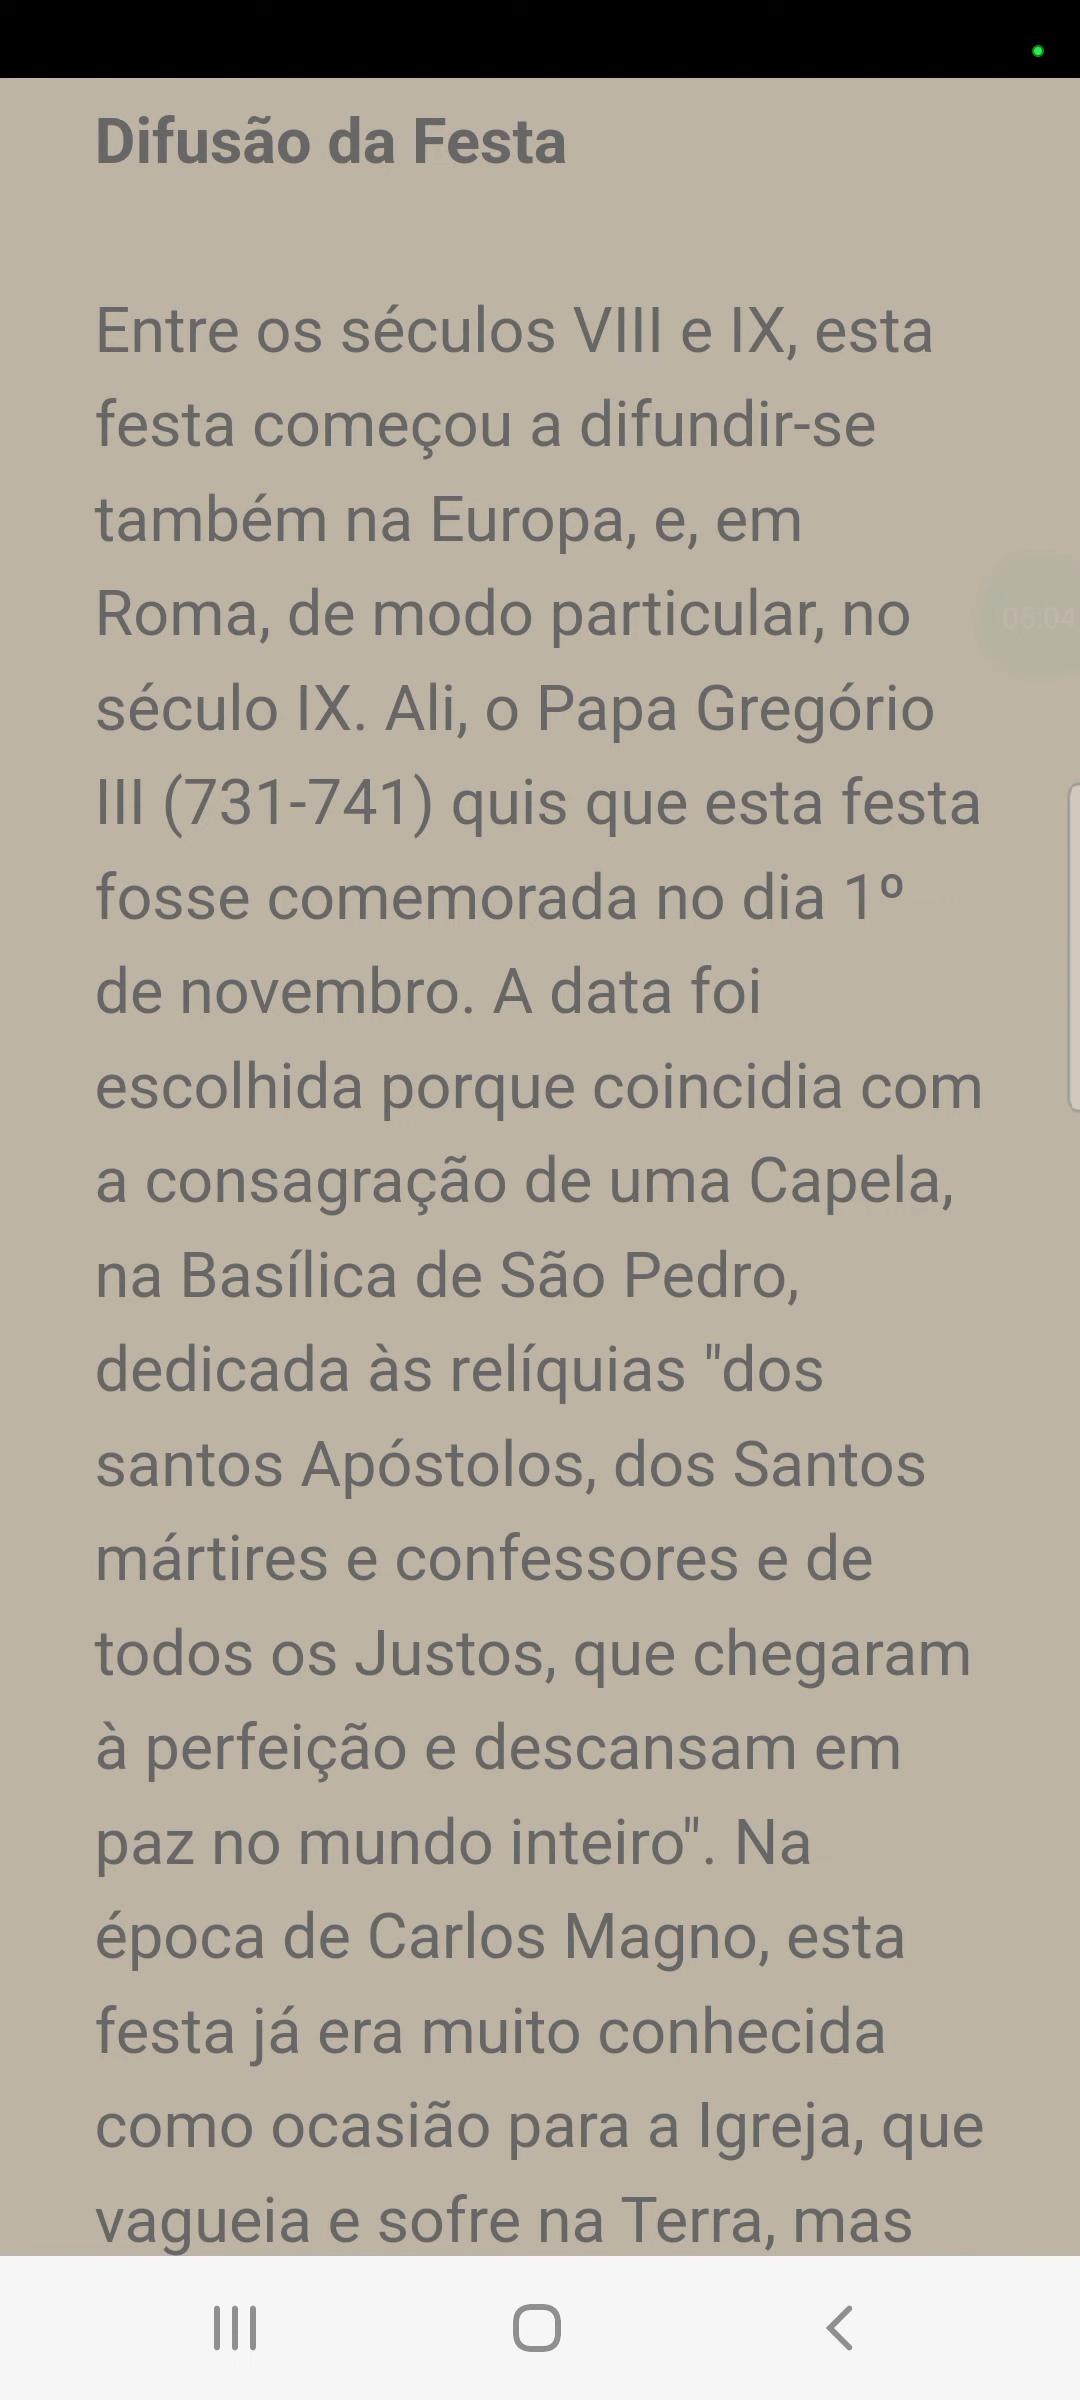 Difusão da Festa
Entre os séculos VIII e IX, esta
festa começou a difundir-se
também na Europa, e, em
Roma, de modo particular, no
05:04
século IX. Ali, o Papa Gregório
III (731-741) quis que esta festa
fosse comemorada no dia 1º
de novembro. A data foi
escolhida porque coincidia com
a consagração de uma Capela,
na Basílica de São Pedro,
dedicada às relíquias "dos
santos Apóstolos, dos Santos
mártires e confessores e de
todos os Justos, que chegaram
à perfeição e descansam em
paz no mundo inteiro". Na
época de Carlos Magno, esta
festa já era muito conhecida
como ocasião para a Igreja, que
vagueia e sofre na Terra, mas